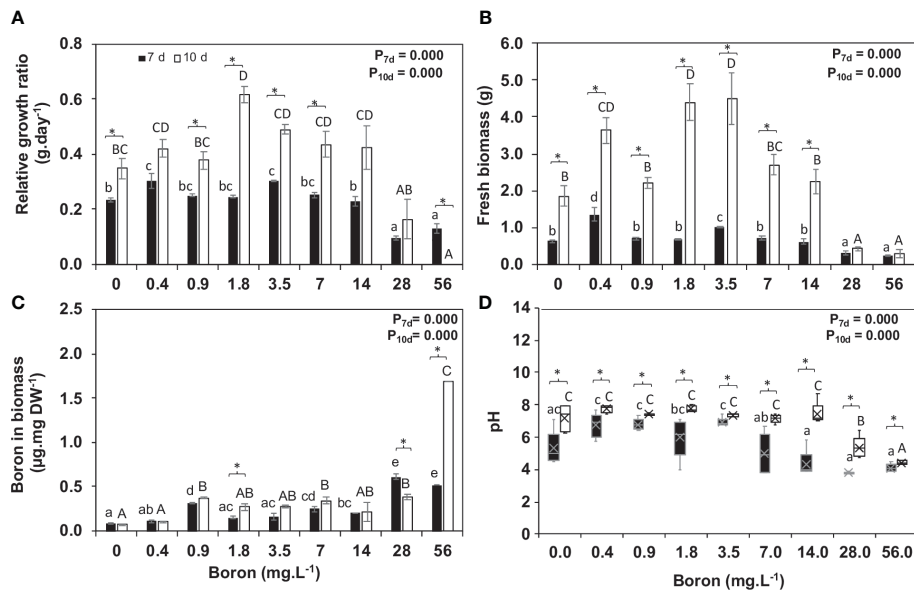 A
0.8
0.6
0.4
0.2
0.0
Relative growth ratio
(g.day-1)
7 d 10 d
P7d = 0.000
P10d = 0.000
* * * * * *
b BC c CD bc B bc D c CD bc CD b CD a AB a A
0 0.4 0.9 1.8 3.5 7 14 28 56
B
6.0
5.0
4.0
3.0
2.0
1.0
0.0
Fresh biomass (g)
P7d = 0.000
P10d = 0.000
* * * * * * *
b B d CD b B b D c D b BC b B a A a A
0 0.4 0.9 1.8 3.5 7 14 28 56
C
2.5
2.0
1.5
1.0
0.5
0.0
Boron in biomass
(µg.mg DW-1)
P7d= 0.000
P10d= 0.000
* * *
a A ab A d B ac AB ac AB cd B bc AB e B e C
0 0.4 0.9 1.8 3.5 7 14 28 56
Boron (mg.L-1)
D
14
12
10
8
6
4
2
0
pH
P7d = 0.000
P10d = 0.000
* * * * * * * * *
ac C c C c C bc C c C ab C a C a B a A
0.0 0.4 0.9 1.8 3.5 7.0 14.0 28.0 56.0
Boron (mg.L-1)